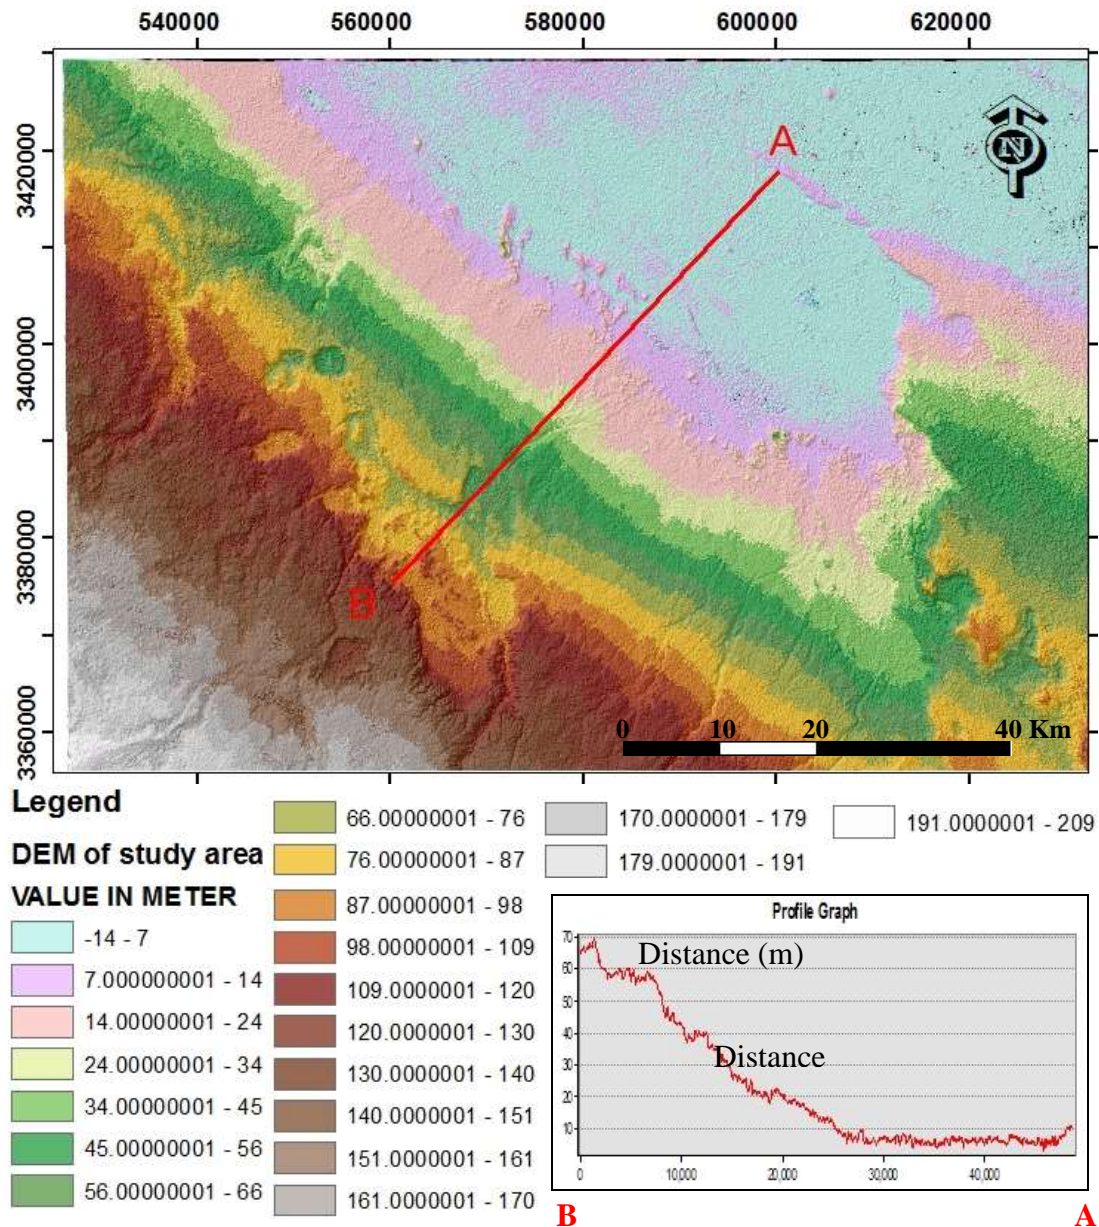 540000 560000 580000 600000 620000
3420000
3400000
3380000
3360000
A
N
B
0 10 20 40 Km
Legend
DEM of study area
VALUE IN METER
-14 - 7
7.000000001 - 14
14.00000001 - 24
24.00000001 - 34
34.00000001 - 45
45.00000001 - 56
56.00000001 - 66
66.00000001 - 76
76.00000001 - 87
87.00000001 - 98
98.00000001 - 109
109.0000001 - 120
120.0000001 - 130
130.0000001 - 140
140.0000001 - 151
151.0000001 - 161
161.0000001 - 170
170.0000001 - 179
179.0000001 - 191
191.0000001 - 209
Profile Graph
Distance (m)
Distance
70
60
50
40
30
20
10
0 10,000 20,000 30,000 40,000
B A